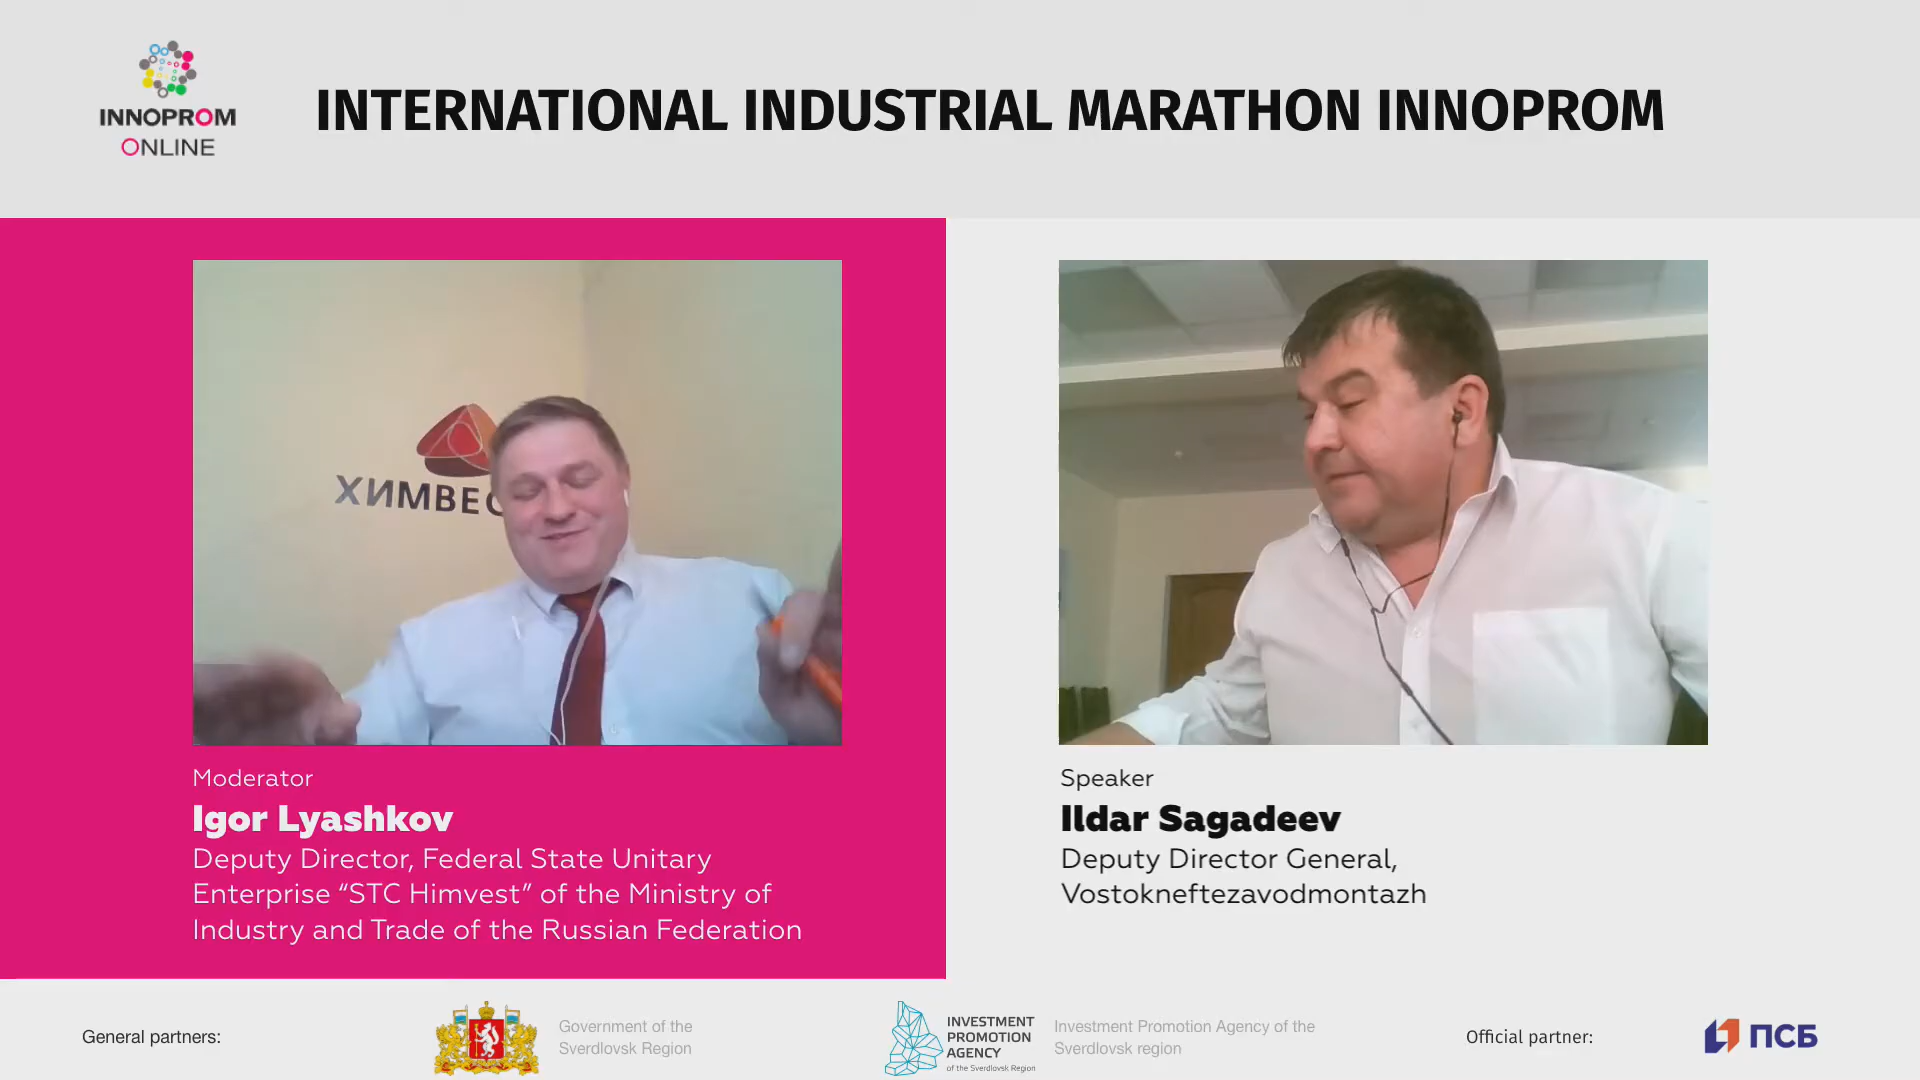 INNOPROM
ONLINE
INTERNATIONAL INDUSTRIAL MARATHON INNOPROM
ХИМВЕС
Moderator
Igor Lyashkov
Deputy Director, Federal State Unitary
Enterprise “STC Himvest” of the Ministry of
Industry and Trade of the Russian Federation
Speaker
Ildar Sagadeev
Deputy Director General,
Vostokneftezavodmontazh
General partners:
Government of the
Sverdlovsk Region
INVESTMENT
PROMOTION
AGENCY
of the Sverdlovsk Region
Investment Promotion Agency of the
Sverdlovsk region
Official partner:
ПСБ